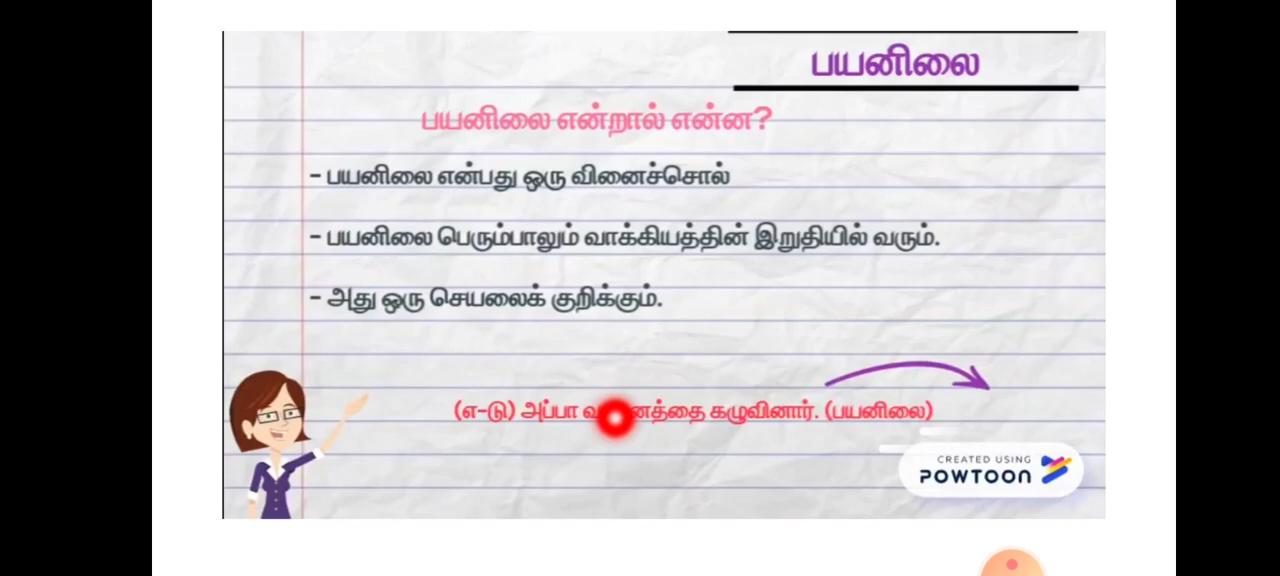 பயனிலை
பயனிலை என்றால் என்ன?
- பயனிலை என்பது ஒரு வினைச்சொல்
- பயனிலை பெரும்பாலும் வாக்கியத்தின் இறுதியில் வரும்.
- அது ஒரு செயலைக் குறிக்கும்.
(எ-டு) அப்பா கழுவினார். (பயனிலை)
CREATED USING
POWTOON